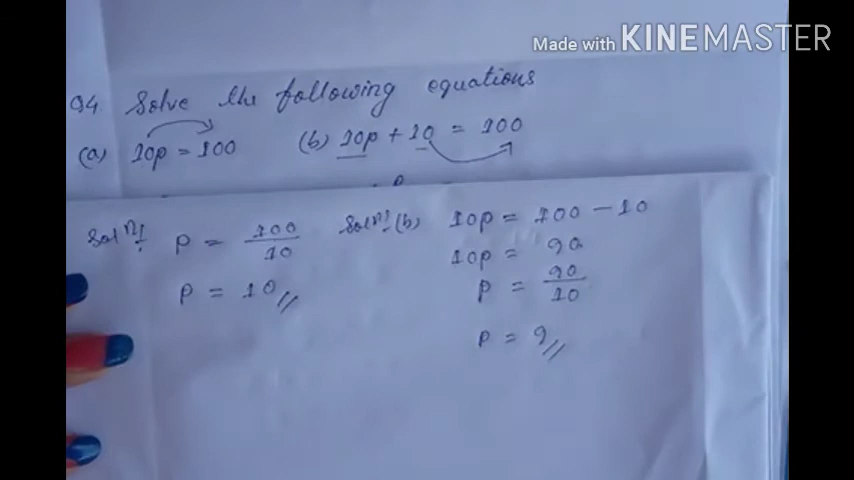 Made with KINEMASTER
Q4 Solve the following equations
(a) 10p = 100 (b) 10p + 10 = 100
Solⁿ:- P = 100/10
P = 10//
Solⁿ:- (b) 10p = 100 - 10
10p = 90
P = 90/10
P = 9//